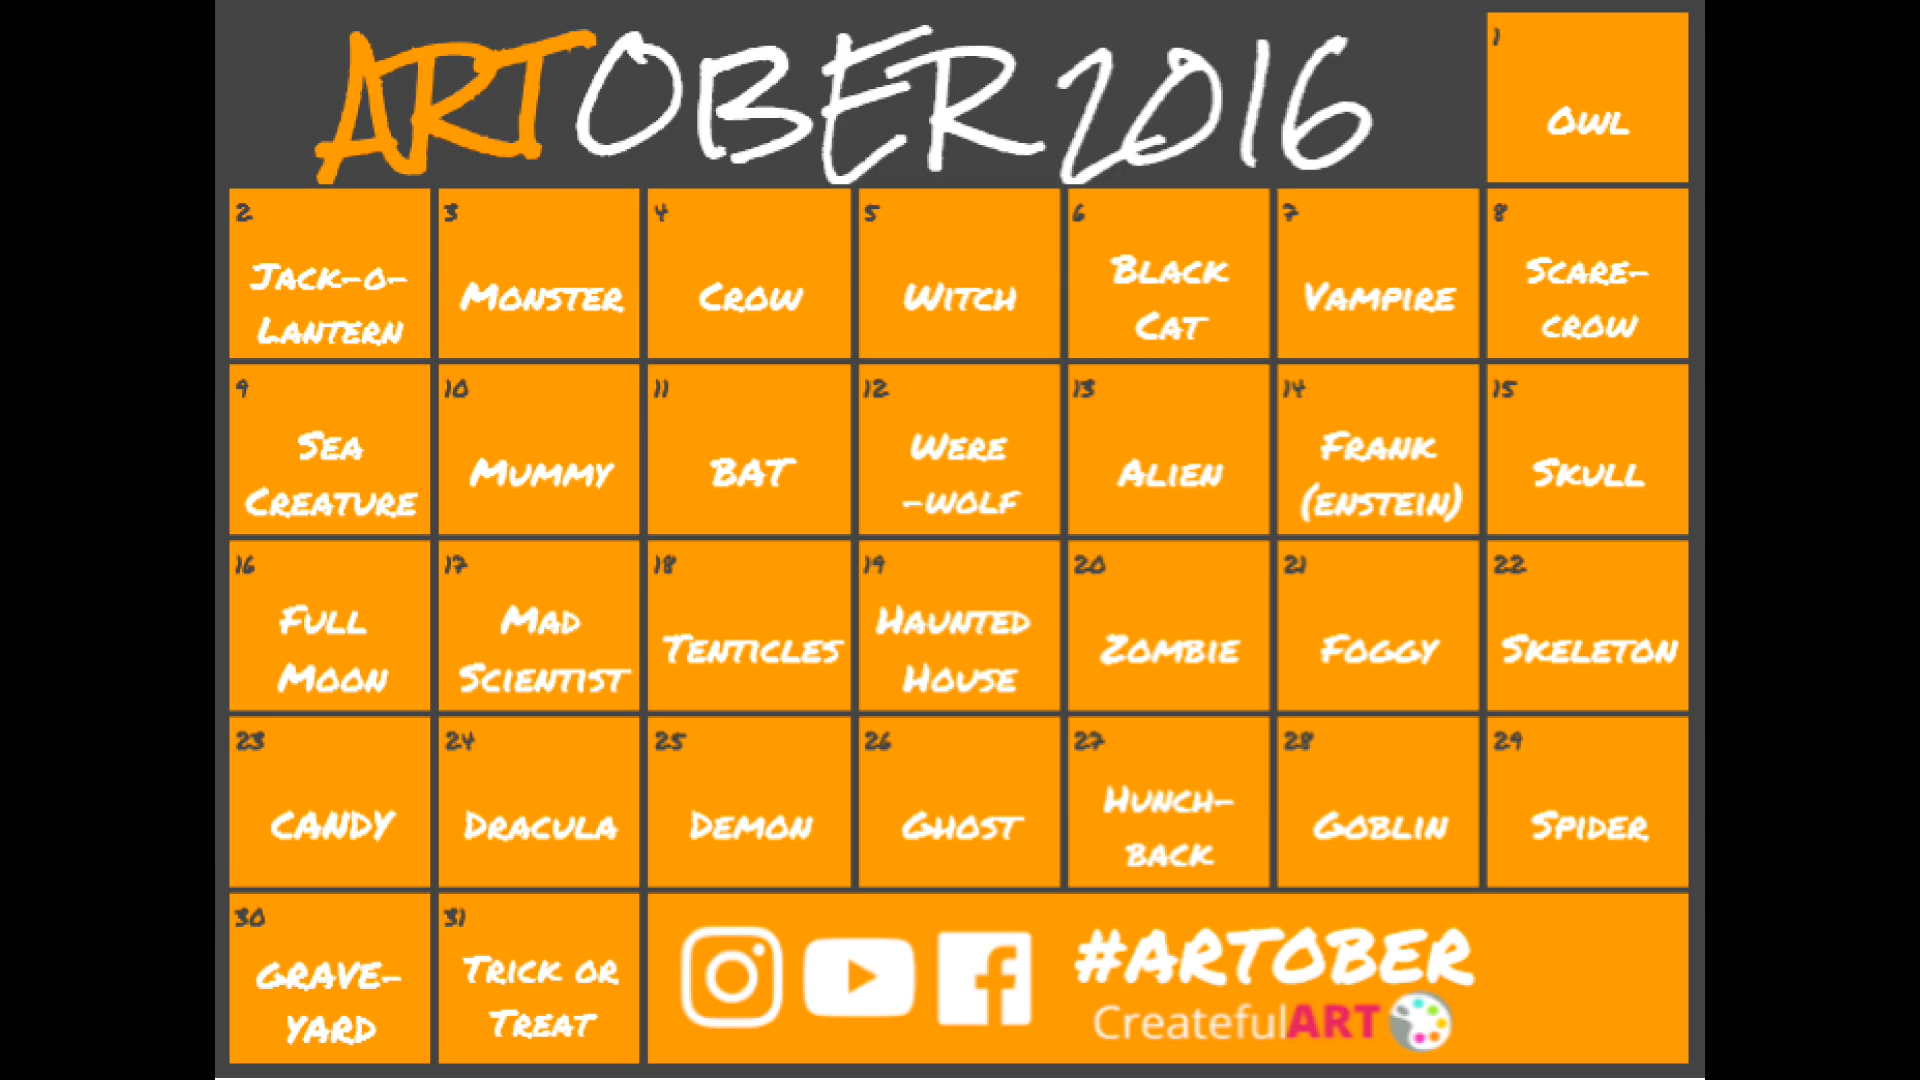 ARTOBER 2016
1
OWL
2
JACK-O-
LANTERN
3
MONSTER
4
CROW
5
WITCH
6
BLACK
CAT
7
VAMPIRE
8
SCARE-
CROW
9
SEA
CREATURE
10
MUMMY
11
BAT
12
WERE
-WOLF
13
ALIEN
14
FRANK
(ENSTEIN)
15
SKULL
16
FULL
MOON
17
MAD
SCIENTIST
18
TENTICLES
19
HAUNTED
HOUSE
20
ZOMBIE
21
FOGGY
22
SKELETON
23
CANDY
24
DRACULA
25
DEMON
26
GHOST
27
HUNCH-
BACK
28
GOBLIN
29
SPIDER
30
GRAVE-
YARD
31
TRICK OR
TREAT
#ARTOBER
CreatefulART